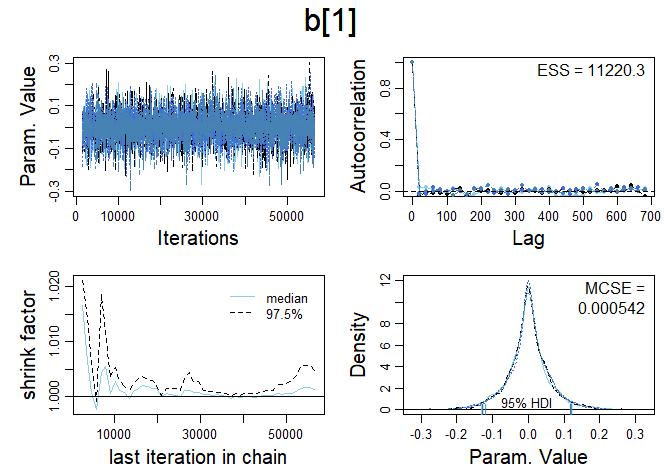 b[1]
Param. Value
0.3
0.1
-0.1
-0.3
0
10000
30000
50000
Iterations
Autocorrelation
0.8
0.4
0.0
ESS = 11220.3
0 100 200 300 400 500 600 700
Lag
shrink factor
1.020
1.010
1.000
median
97.5%
10000
30000
50000
last iteration in chain
Density
12
8
6
4
2
0
MCSE =
0.000542
95% HDI
-0.3 -0.2 -0.1 0.0 0.1 0.2 0.3
Param. Value